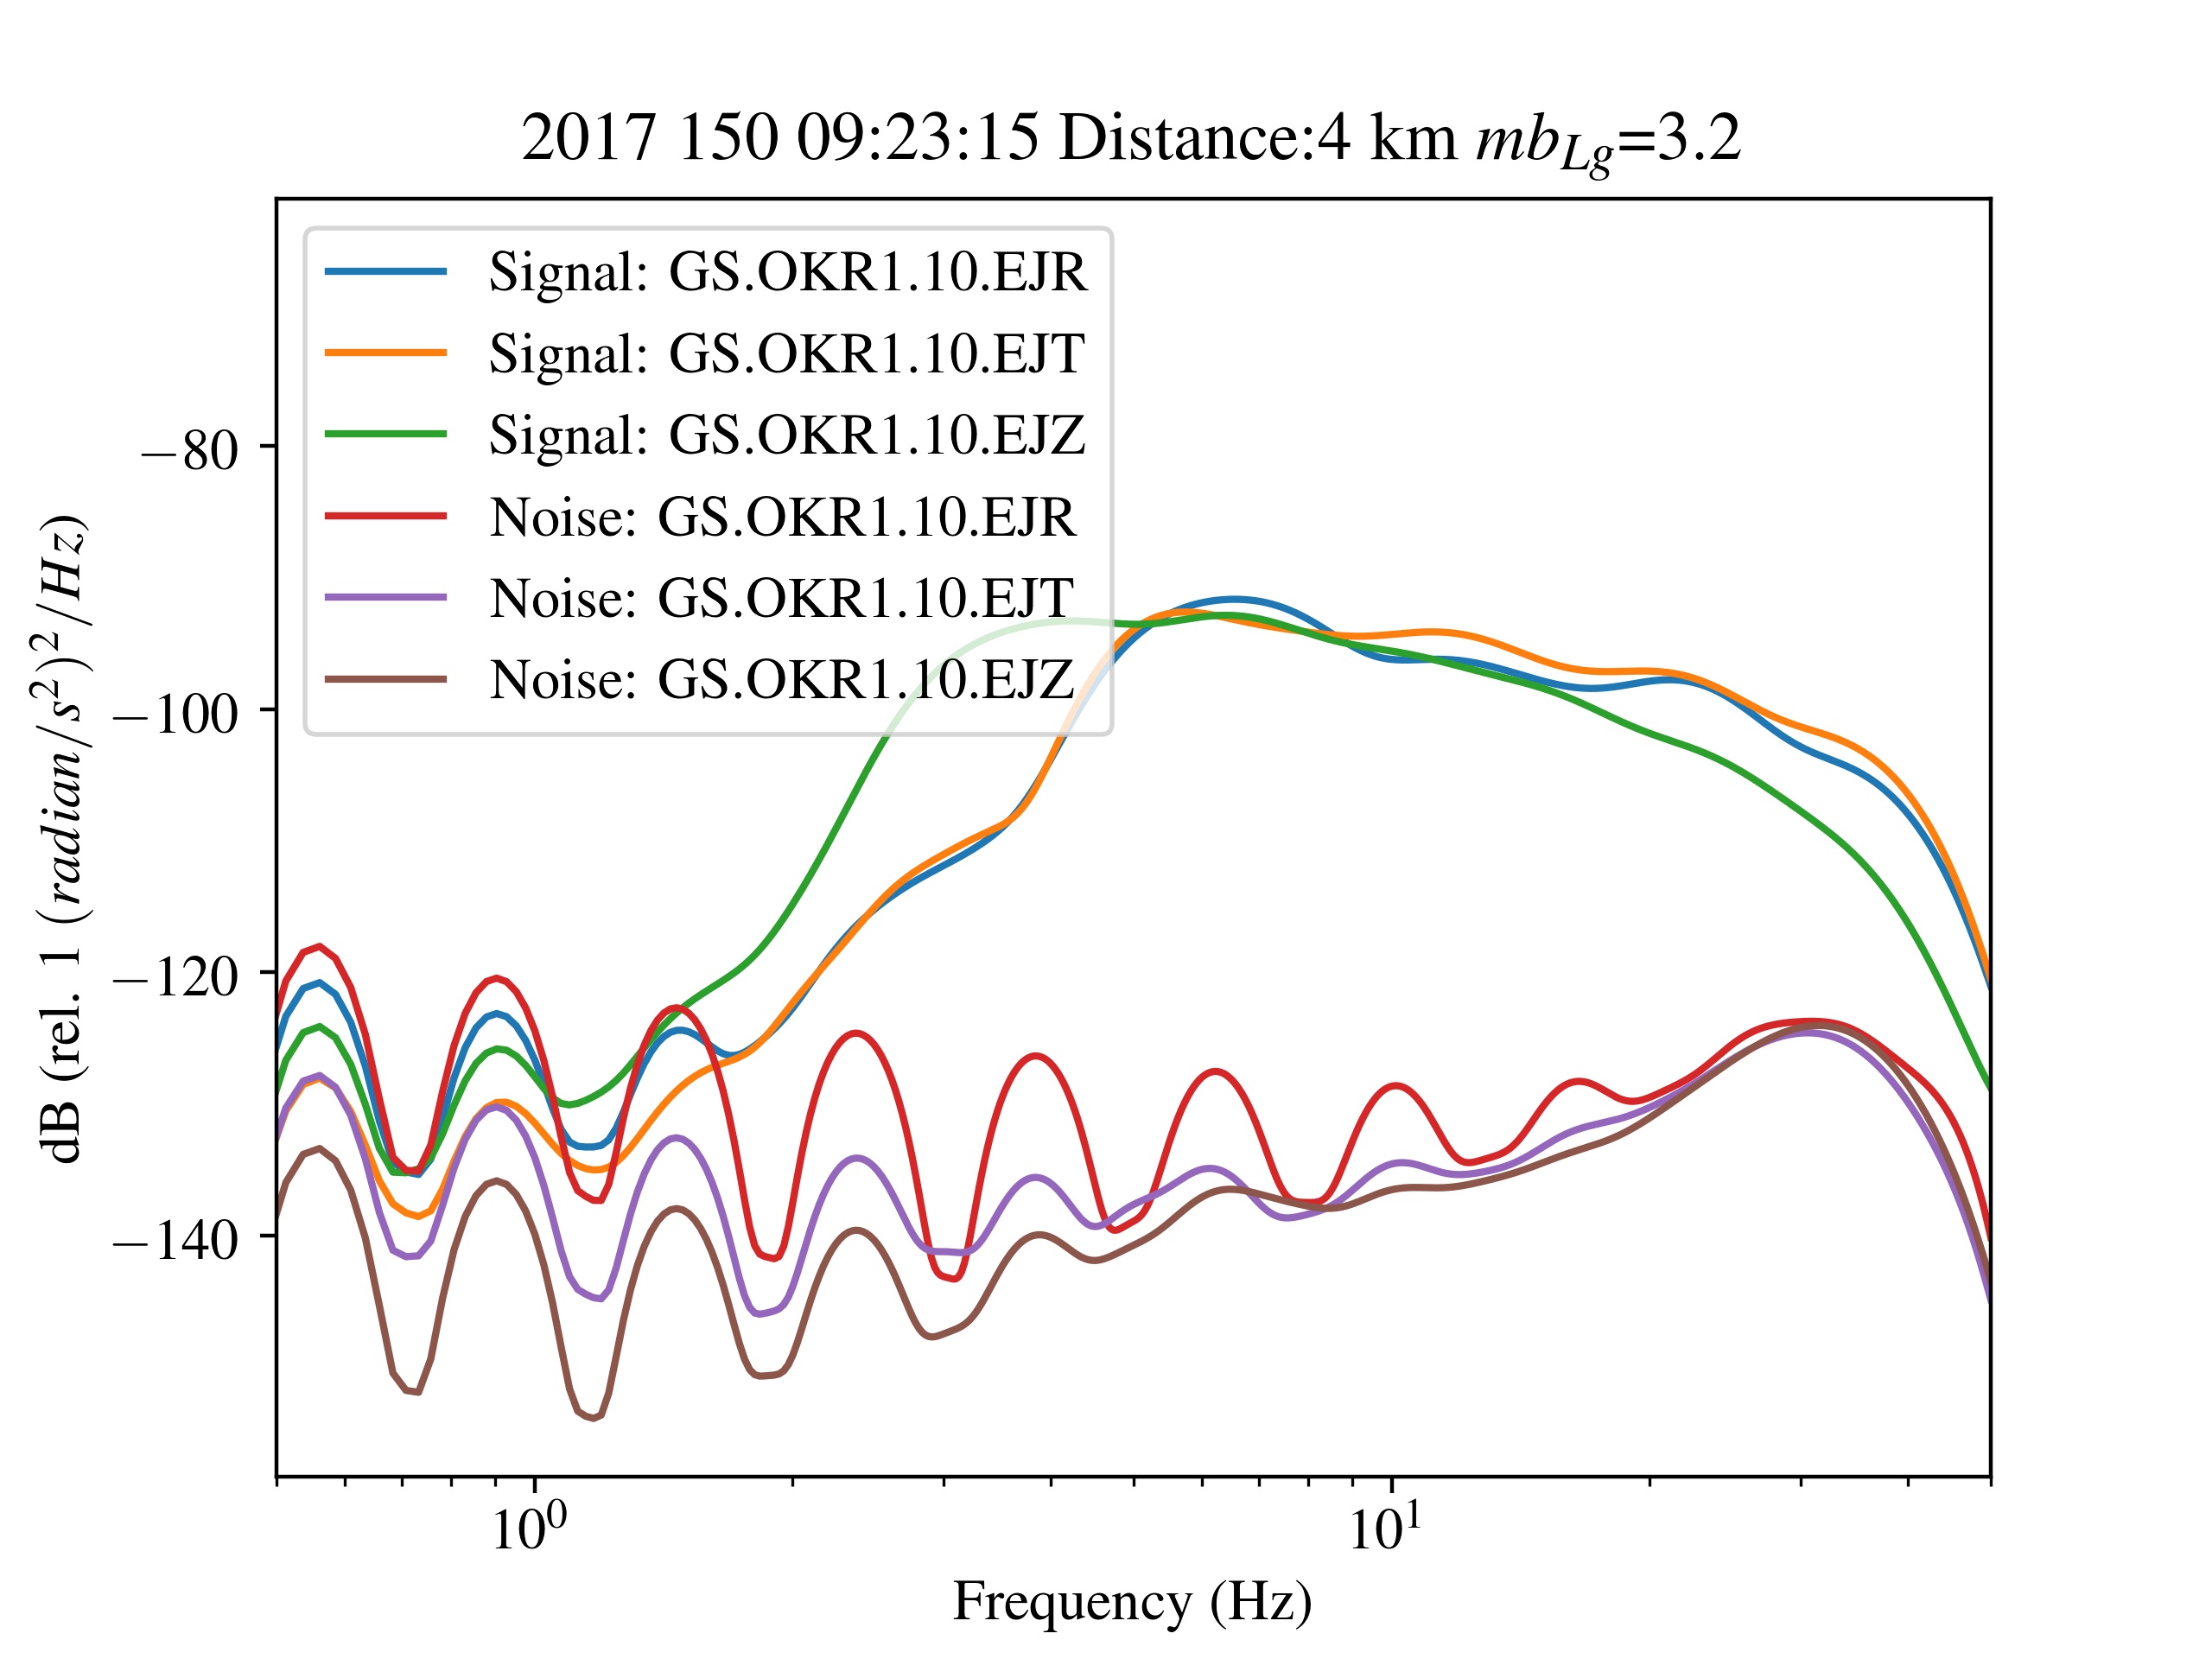 2017 150 09:23:15 Distance:4 km mb_{Lg}=3.2
Signal: GS.OKR1.10.EJR
Signal: GS.OKR1.10.EJT
Signal: GS.OKR1.10.EJZ
Noise: GS.OKR1.10.EJR
Noise: GS.OKR1.10.EJT
Noise: GS.OKR1.10.EJZ
dB (rel. 1 (radian/s²))²/Hz)
−80
−100
−120
−140
10⁰ 10¹
Frequency (Hz)